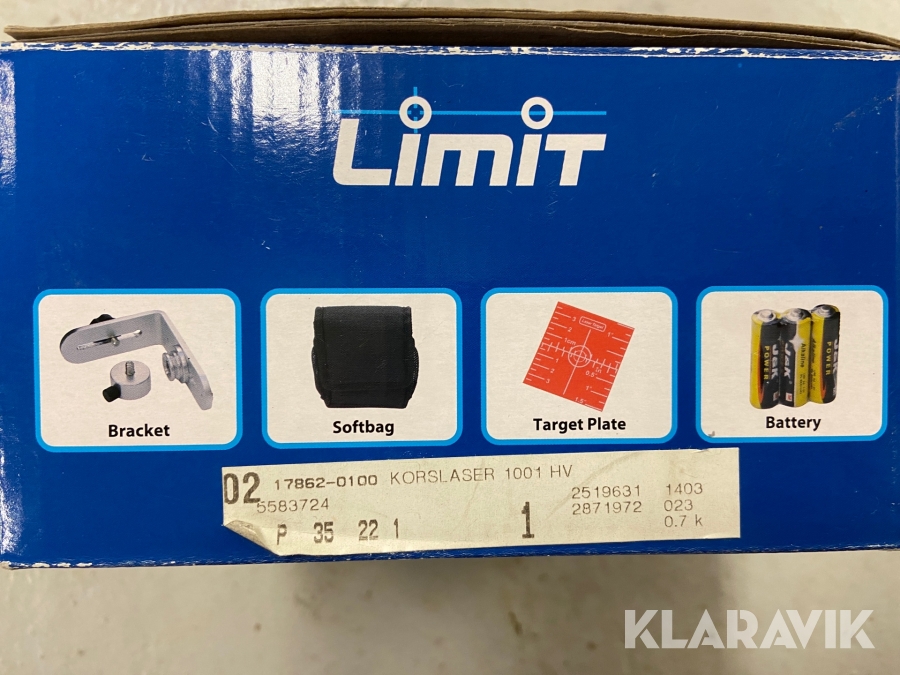 Limit
Bracket
Softbag
Target Plate
Battery
02 17862-0100 KORSLASER 1001 HV
5583724
2519631 1403
P 35 22 1 1 2871972 023
0.7 k
KLARAVIK